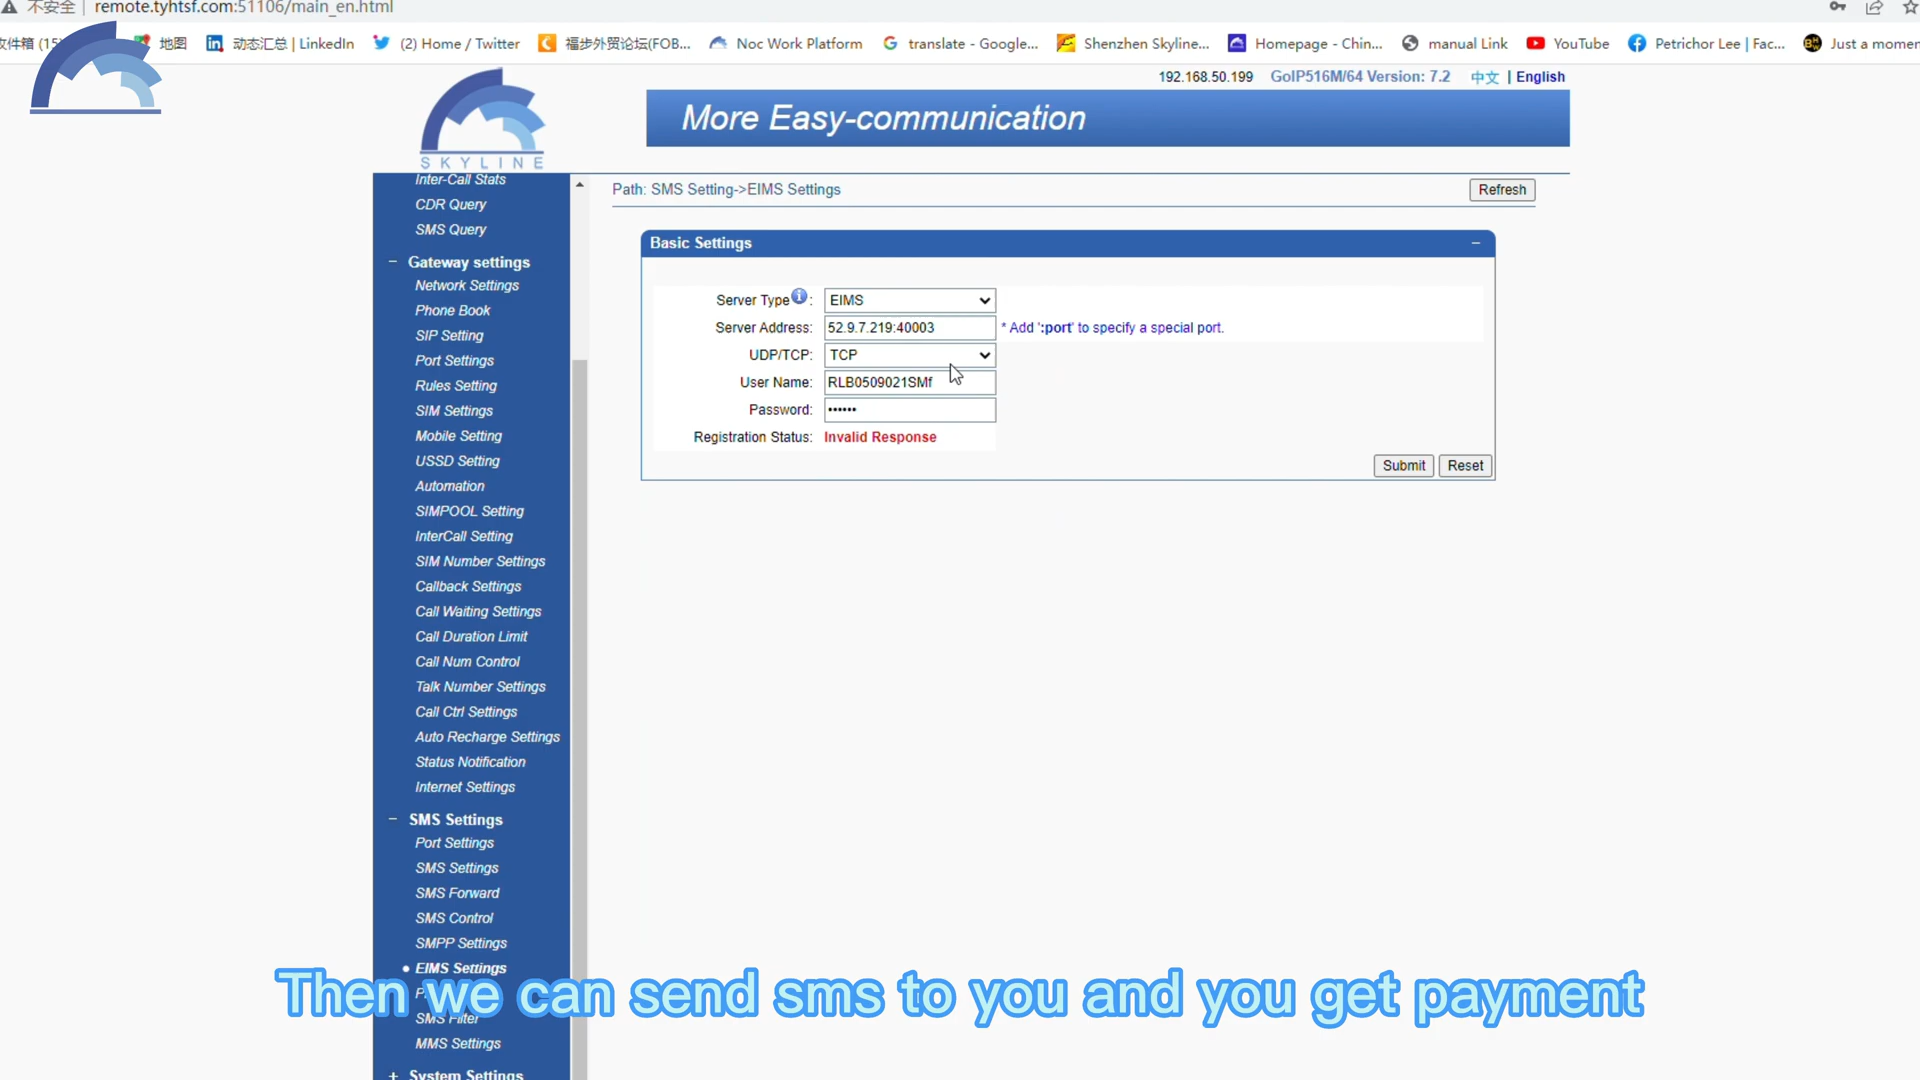 不安全 | remote.tyhtsf.com:51106/main_en.html
文件箱 (15) 地图 动态汇总 | LinkedIn (2) Home / Twitter 福步外贸论坛(FOB... Noc Work Platform translate - Google... Shenzhen Skyline... Homepage - Chin... manual Link YouTube Petrichor Lee | Fac... Just a momen
192.168.50.199 GoIP516M/64 Version: 7.2 中文 | English
More Easy-communication
SKYLINE
Inter-Call Stats
CDR Query
SMS Query
− Gateway settings
Network Settings
Phone Book
SIP Setting
Port Settings
Rules Setting
SIM Settings
Mobile Setting
USSD Setting
Automation
SIMPOOL Setting
InterCall Setting
SIM Number Settings
Callback Settings
Call Waiting Settings
Call Duration Limit
Call Num Control
Talk Number Settings
Call Ctrl Settings
Auto Recharge Settings
Status Notification
Internet Settings
− SMS Settings
Port Settings
SMS Settings
SMS Forward
SMS Control
SMPP Settings
EIMS Settings
SMS Filter
MMS Settings
+ System Settings
Path: SMS Setting->EIMS Settings
Refresh
Basic Settings −
Server Type : EIMS
Server Address: 52.9.7.219:40003 * Add ':port' to specify a special port.
UDP/TCP: TCP
User Name: RLB0509021SMf
Password: ••••••
Registration Status: Invalid Response
Submit Reset
Then we can send sms to you and you get payment